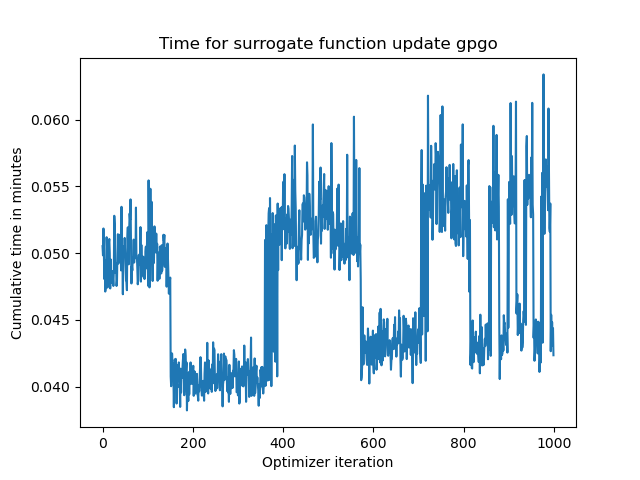 Time for surrogate function update gpgo
Cumulative time in minutes
0.060
0.055
0.050
0.045
0.040
0 200 400 600 800 1000
Optimizer iteration